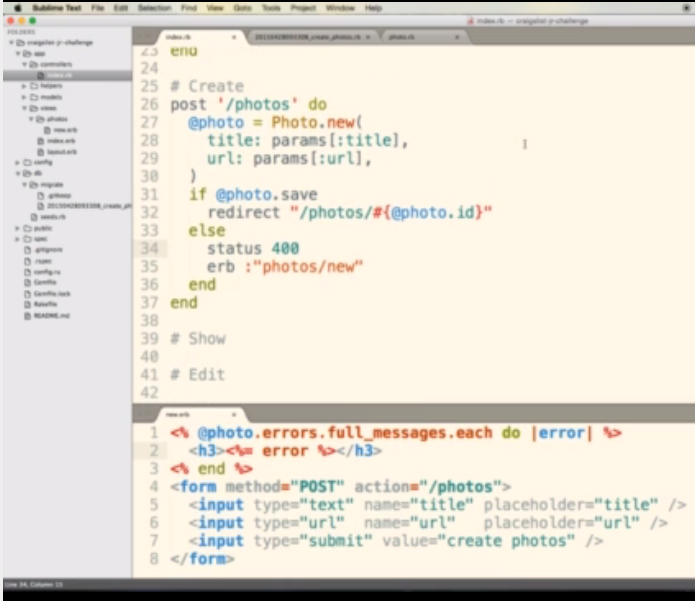 Sublime Text File Edit Selection Find View Goto Tools Project Window Help
index.rb — craigslist-jr-challenge
FOLDERS
craigslist-jr-challenge
app
controllers
index.rb
helpers
models
views
photos
new.erb
index.erb
layout.erb
config
db
migrate
.gitkeep
20150428093308_create_ph
seeds.rb
public
spec
.gitignore
.rspec
config.ru
Gemfile
Gemfile.lock
Rakefile
README.md
index.rb × 20150428093308_create_photos.rb × photo.rb ×
23 end
24
25 # Create
26 post '/photos' do
27 @photo = Photo.new(
28 title: params[:title],
29 url: params[:url],
30 )
31 if @photo.save
32 redirect "/photos/#{@photo.id}"
33 else
34 status 400
35 erb :"photos/new"
36 end
37 end
38
39 # Show
40
41 # Edit
42
new.erb ×
1 <% @photo.errors.full_messages.each do |error| %>
2 <h3><%= error %></h3>
3 <% end %>
4 <form method="POST" action="/photos">
5 <input type="text" name="title" placeholder="title" />
6 <input type="url" name="url" placeholder="url" />
7 <input type="submit" value="create photos" />
8 </form>
Line 34, Column 15